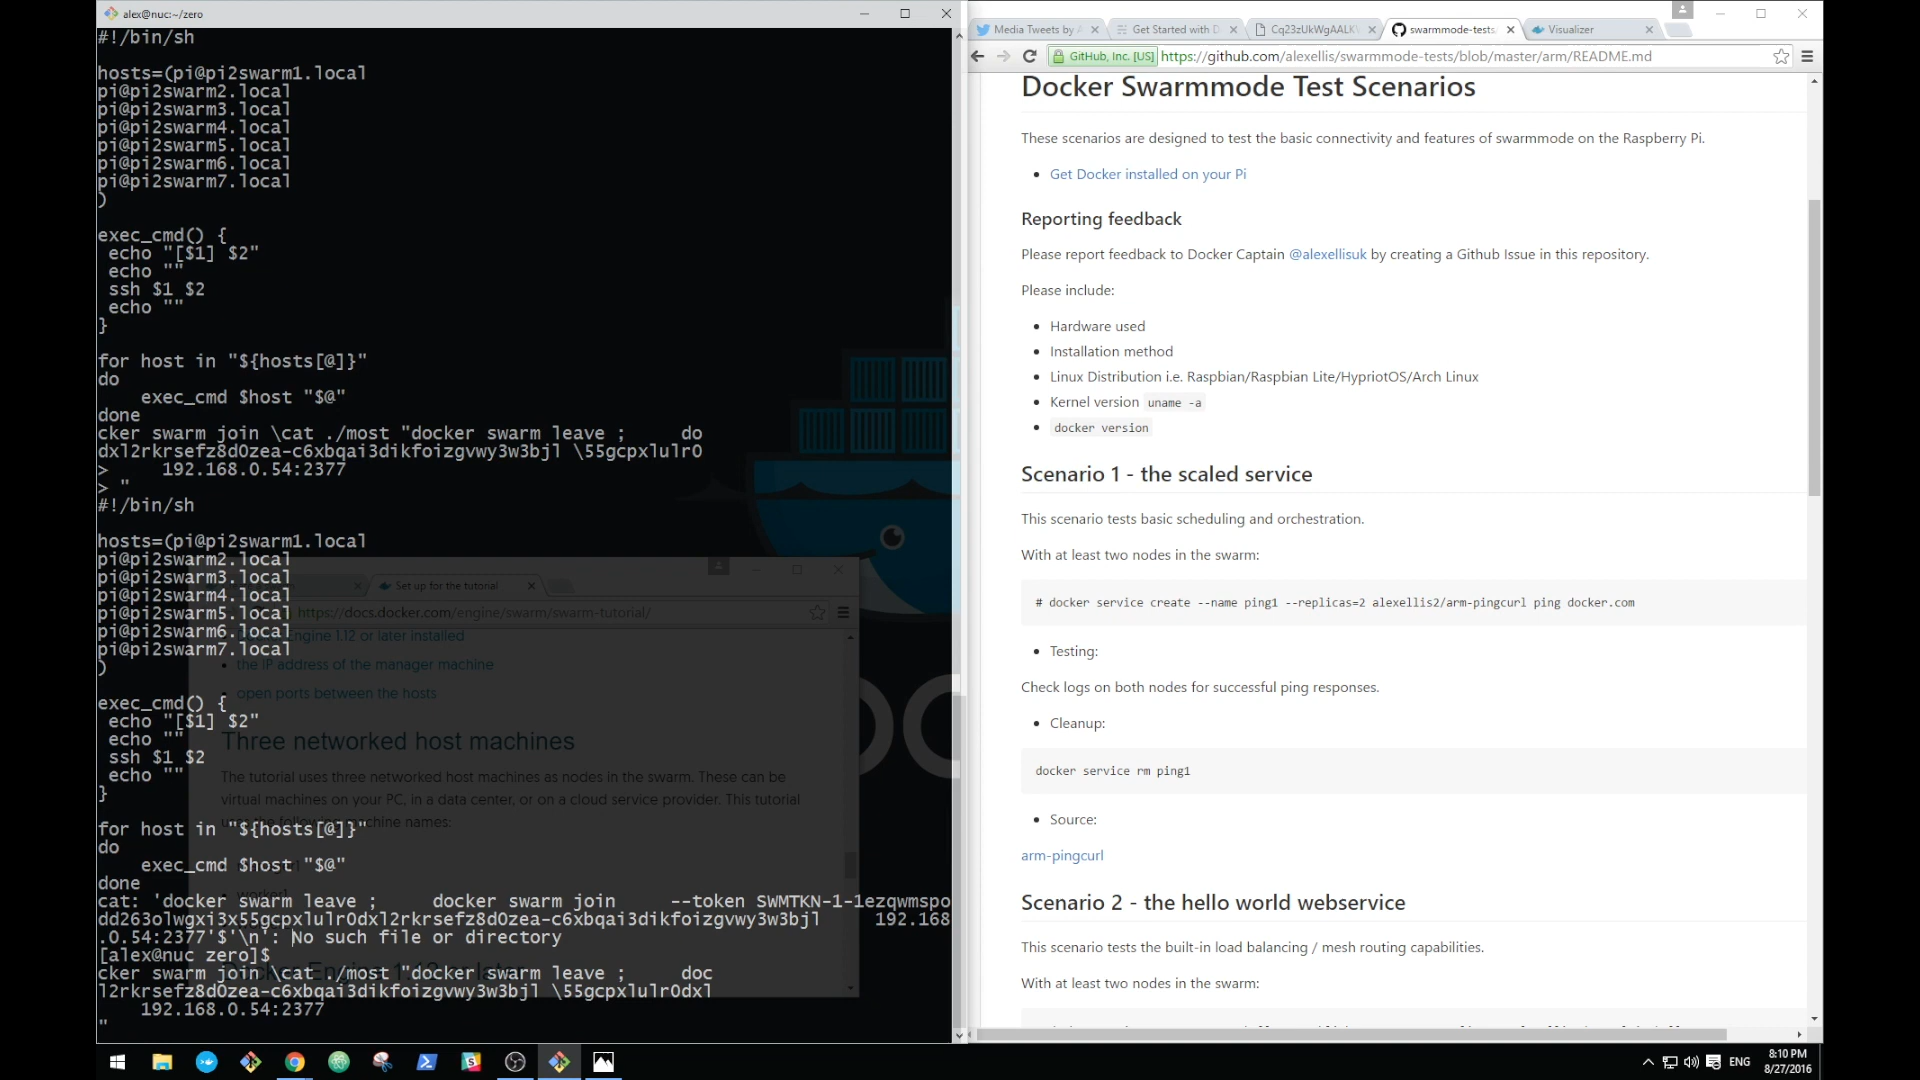 alex@nuc:~/zero
#!/bin/sh
hosts=(pi@pi2swarm1.local
pi@pi2swarm2.local
pi@pi2swarm3.local
pi@pi2swarm4.local
pi@pi2swarm5.local
pi@pi2swarm6.local
pi@pi2swarm7.local
)
exec_cmd() {
echo "[$1] $2"
echo ""
ssh $1 $2
echo ""
}
for host in "${hosts[@]}"
do
exec_cmd $host "$@"
done
cker swarm join \cat ./most "docker swarm leave ;     do
dxl2rkrsefz8d0zea-c6xbqai3dikfoizgvwy3w3bjl \55gcpxlulr0
>     192.168.0.54:2377
> "
#!/bin/sh
hosts=(pi@pi2swarm1.local
pi@pi2swarm2.local
pi@pi2swarm3.local
pi@pi2swarm4.local
pi@pi2swarm5.local
pi@pi2swarm6.local
pi@pi2swarm7.local
)
exec_cmd() {
echo "[$1] $2"
echo ""
ssh $1 $2
echo ""
}
for host in "${hosts[@]}"
do
exec_cmd $host "$@"
done
cat: 'docker swarm leave ;     docker swarm join     --token SWMTKN-1-1ezqwmspo
dd263olwgxi3x55gcpxlulr0dxl2rkrsefz8d0zea-c6xbqai3dikfoizgvwy3w3bjl     192.168
.0.54:2377'$'\n': No such file or directory
[alex@nuc zero]$
cker swarm join \cat ./most "docker swarm leave ;     doc
l2rkrsefz8d0zea-c6xbqai3dikfoizgvwy3w3bjl \55gcpxlulr0dxl
192.168.0.54:2377
"
Set up for the tutorial
https://docs.docker.com/engine/swarm/swarm-tutorial/
Engine 1.12 or later installed
the IP address of the manager machine
open ports between the hosts
Three networked host machines
The tutorial uses three networked host machines as nodes in the swarm. These can be
virtual machines on your PC, in a data center, or on a cloud service provider. This tutorial
uses the following machine names:
Media Tweets by A
Get Started with D
Cq23zUkWgAALKV
swarmmode-tests
Visualizer
GitHub, Inc. [US] https://github.com/alexellis/swarmmode-tests/blob/master/arm/README.md
Docker Swarmmode Test Scenarios
These scenarios are designed to test the basic connectivity and features of swarmmode on the Raspberry Pi.
Get Docker installed on your Pi
Reporting feedback
Please report feedback to Docker Captain @alexellisuk by creating a Github Issue in this repository.
Please include:
Hardware used
Installation method
Linux Distribution i.e. Raspbian/Raspbian Lite/HypriotOS/Arch Linux
Kernel version uname -a
docker version
Scenario 1 - the scaled service
This scenario tests basic scheduling and orchestration.
With at least two nodes in the swarm:
# docker service create --name ping1 --replicas=2 alexellis2/arm-pingcurl ping docker.com
Testing:
Check logs on both nodes for successful ping responses.
Cleanup:
docker service rm ping1
Source:
arm-pingcurl
Scenario 2 - the hello world webservice
This scenario tests the built-in load balancing / mesh routing capabilities.
With at least two nodes in the swarm:
ENG
8:10 PM
8/27/2016